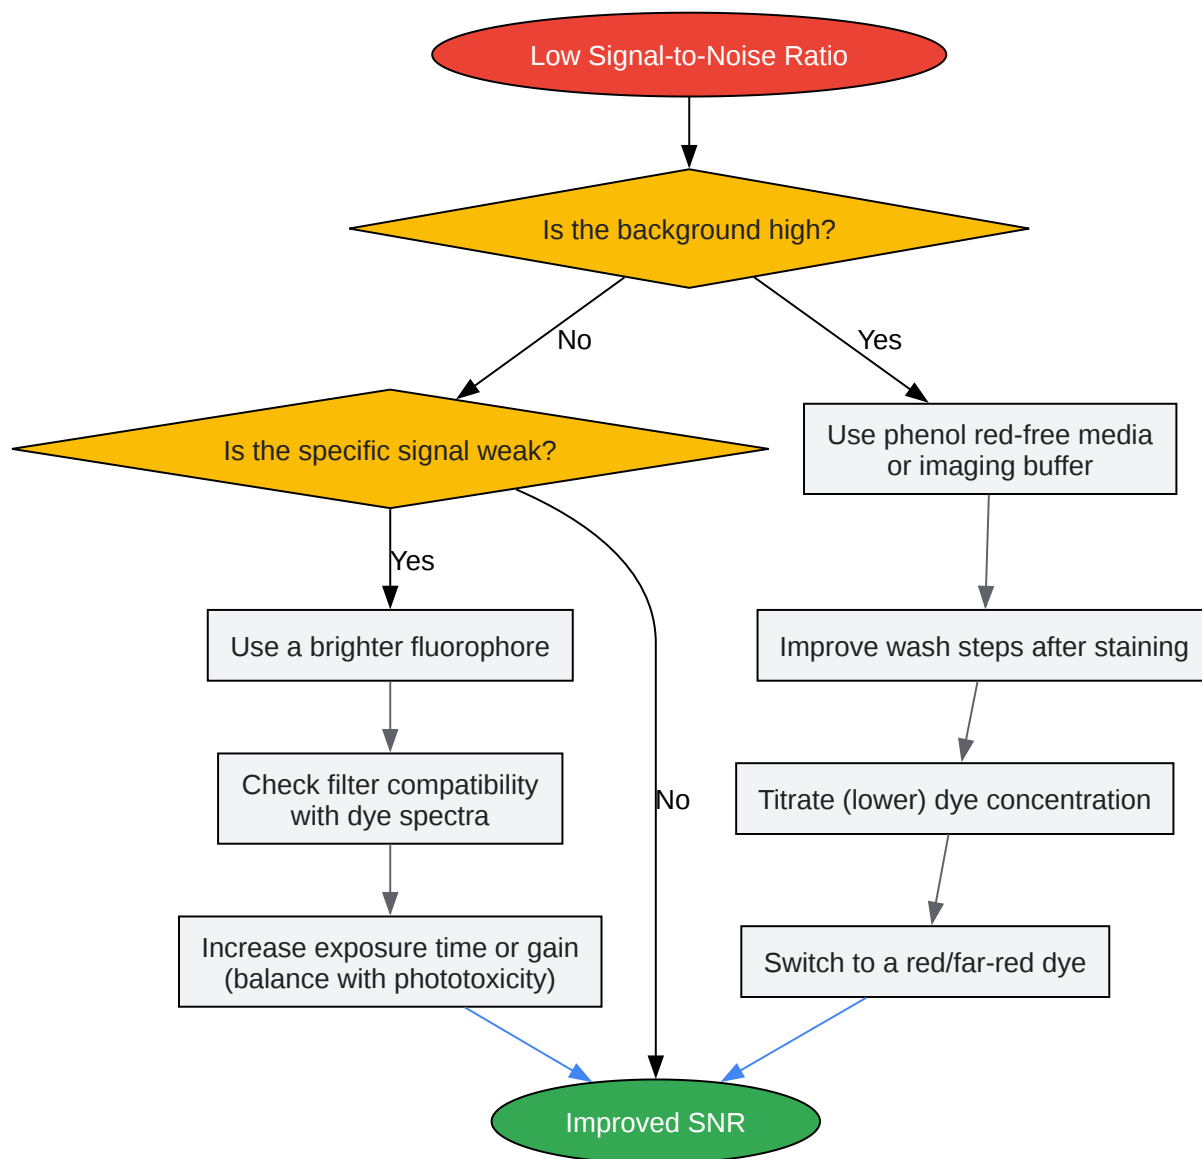 Low Signal-to-Noise Ratio
Is the background high?
No
Yes
Is the specific signal weak?
Use phenol red-free media
or imaging buffer
Yes
Use a brighter fluorophore
Improve wash steps after staining
Check filter compatibility
with dye spectra
No
Titrate (lower) dye concentration
Increase exposure time or gain
(balance with phototoxicity)
Switch to a red/far-red dye
Improved SNR